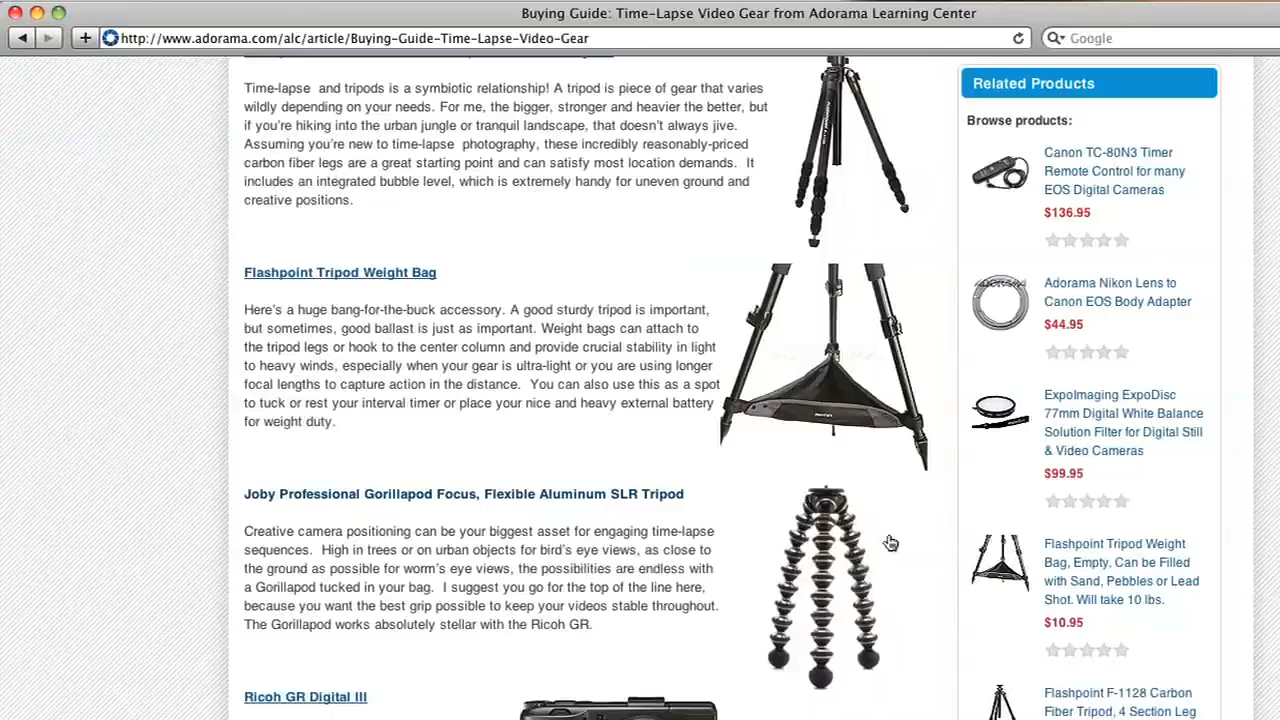 Buying Guide: Time-Lapse Video Gear from Adorama Learning Center
http://www.adorama.com/alc/article/Buying-Guide-Time-Lapse-Video-Gear
Google
Time-lapse and tripods is a symbiotic relationship! A tripod is piece of gear that varies
wildly depending on your needs. For me, the bigger, stronger and heavier the better, but
if you're hiking into the urban jungle or tranquil landscape, that doesn't always jive.
Assuming you're new to time-lapse photography, these incredibly reasonably-priced
carbon fiber legs are a great starting point and can satisfy most location demands. It
includes an integrated bubble level, which is extremely handy for uneven ground and
creative positions.
Flashpoint Tripod Weight Bag
Here's a huge bang-for-the-buck accessory. A good sturdy tripod is important,
but sometimes, good ballast is just as important. Weight bags can attach to
the tripod legs or hook to the center column and provide crucial stability in light
to heavy winds, especially when your gear is ultra-light or you are using longer
focal lengths to capture action in the distance. You can also use this as a spot
to tuck or rest your interval timer or place your nice and heavy external battery
for weight duty.
Joby Professional Gorillapod Focus, Flexible Aluminum SLR Tripod
Creative camera positioning can be your biggest asset for engaging time-lapse
sequences. High in trees or on urban objects for bird's eye views, as close to
the ground as possible for worm's eye views, the possibilities are endless with
a Gorillapod tucked in your bag. I suggest you go for the top of the line here,
because you want the best grip possible to keep your videos stable throughout.
The Gorillapod works absolutely stellar with the Ricoh GR.
Ricoh GR Digital III
Related Products
Browse products:
Canon TC-80N3 Timer
Remote Control for many
EOS Digital Cameras
$136.95
ADORAMA
Adorama Nikon Lens to
Canon EOS Body Adapter
$44.95
ExpoImaging ExpoDisc
77mm Digital White Balance
Solution Filter for Digital Still
& Video Cameras
$99.95
Flashpoint Tripod Weight
Bag, Empty. Can be Filled
with Sand, Pebbles or Lead
Shot. Will take 10 lbs.
$10.95
Flashpoint F-1128 Carbon
Fiber Tripod, 4 Section Leg